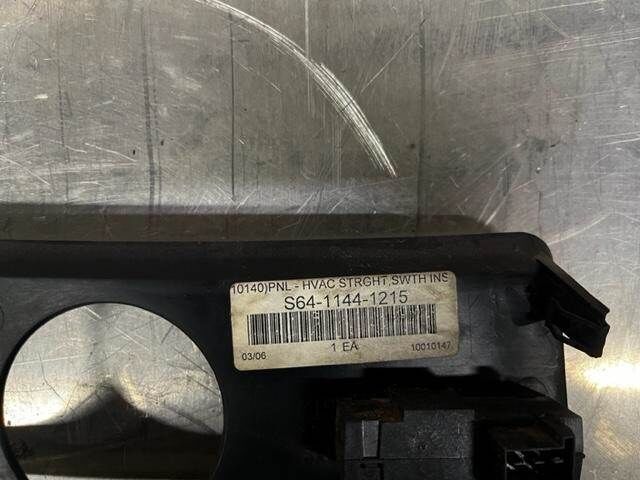 10140)PNL - HVAC STRGHT SWTH INS
S64-1144-1215
1 EA
03/06
10010147